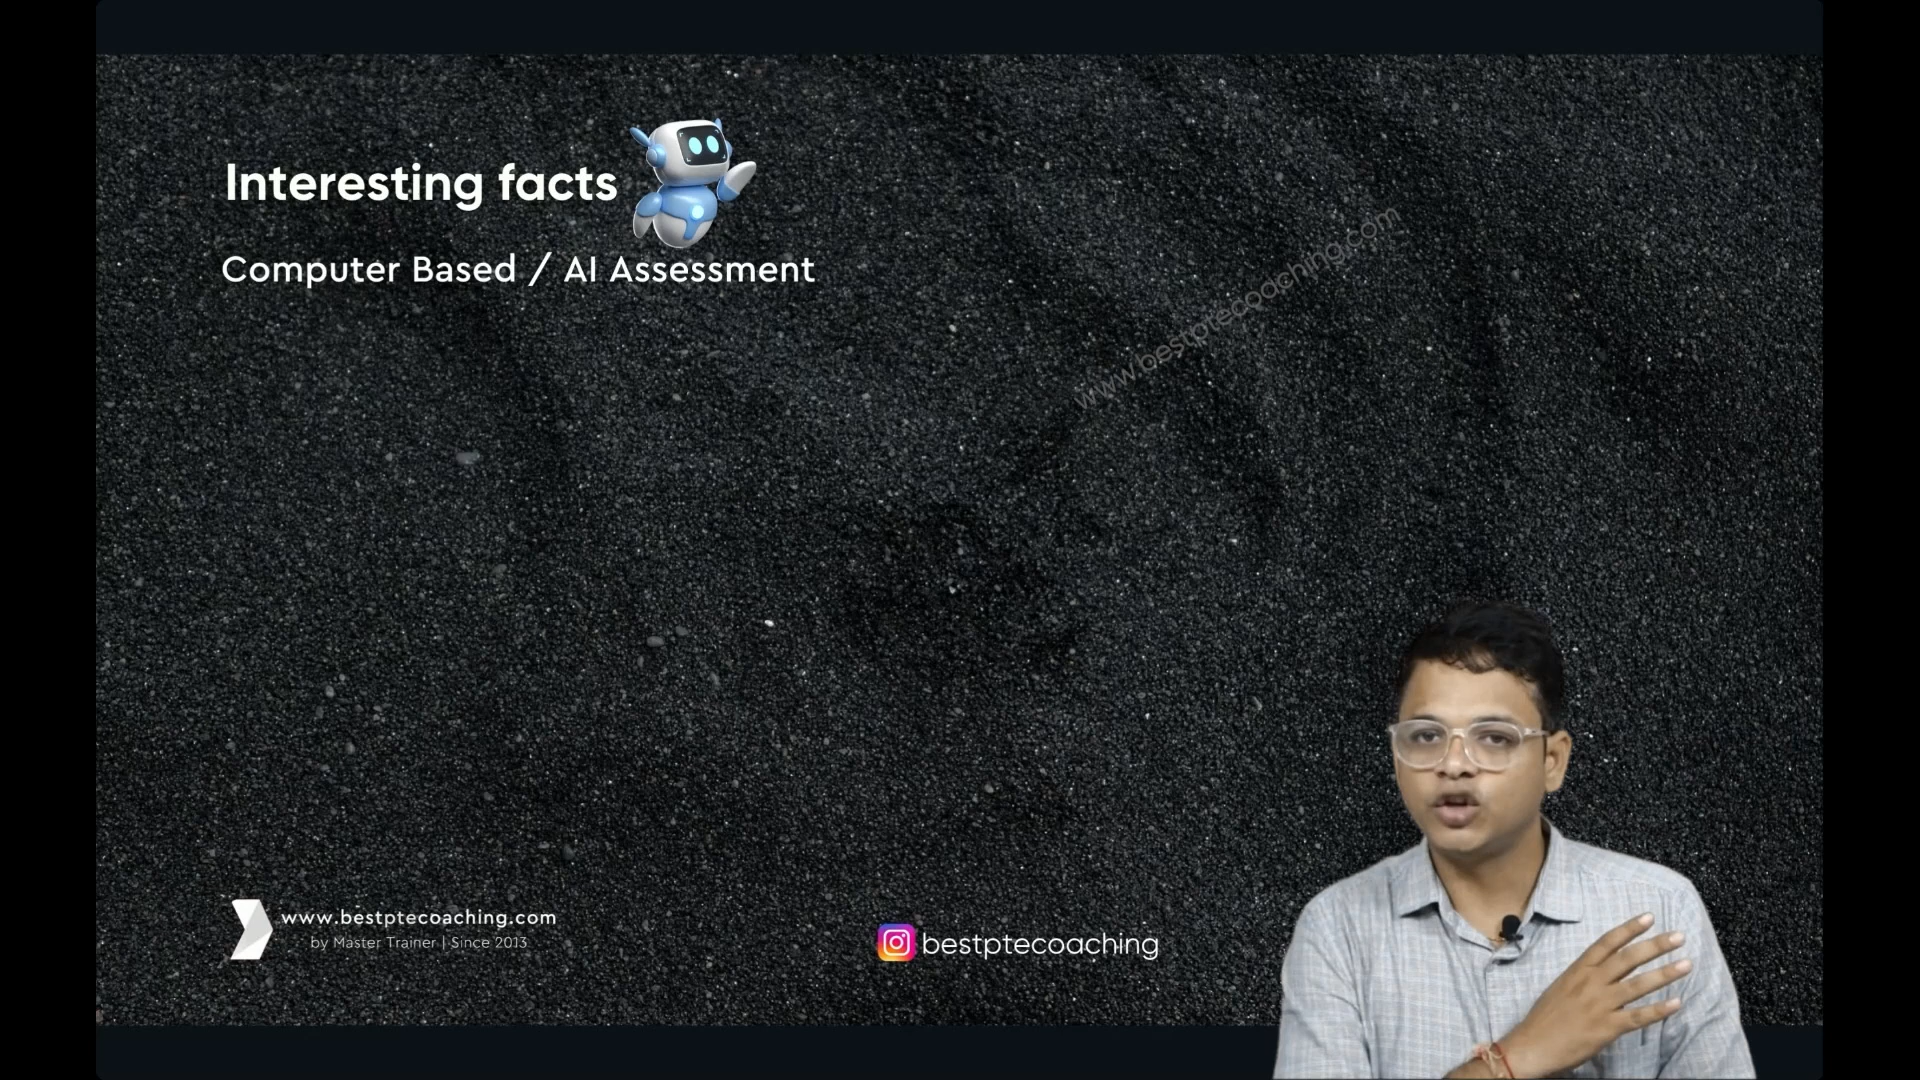 Interesting facts
Computer Based / AI Assessment
www.bestptecoaching.com
www.bestptecoaching.com
by Master Trainer | Since 2013
bestptecoaching